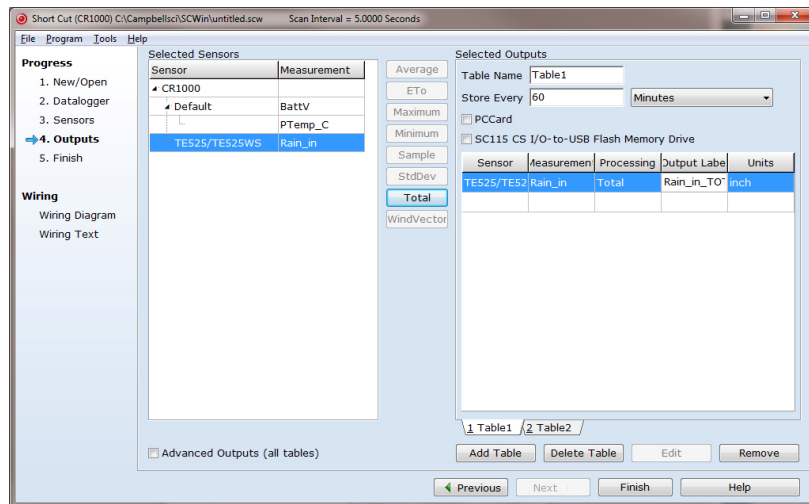 Short Cut (CR1000) C:\Campbellsci\SCWin\untitled.scw Scan Interval = 5.0000 Seconds
File Program Tools Help
Progress
1. New/Open
2. Datalogger
3. Sensors
4. Outputs
5. Finish
Wiring
Wiring Diagram
Wiring Text
Selected Sensors
Sensor Measurement
CR1000
Default BattV
PTemp_C
TE525/TE525WS Rain_in
Advanced Outputs (all tables)
Average
ETo
Maximum
Minimum
Sample
StdDev
Total
WindVector
Selected Outputs
Table Name Table1
Store Every 60 Minutes
PCCard
SC115 CS I/O-to-USB Flash Memory Drive
Sensor Measurement Processing Output Label Units
TE525/TE52 Rain_in Total Rain_in_TOT inch
1 Table1 2 Table2
Add Table Delete Table Edit Remove
Previous Next Finish Help